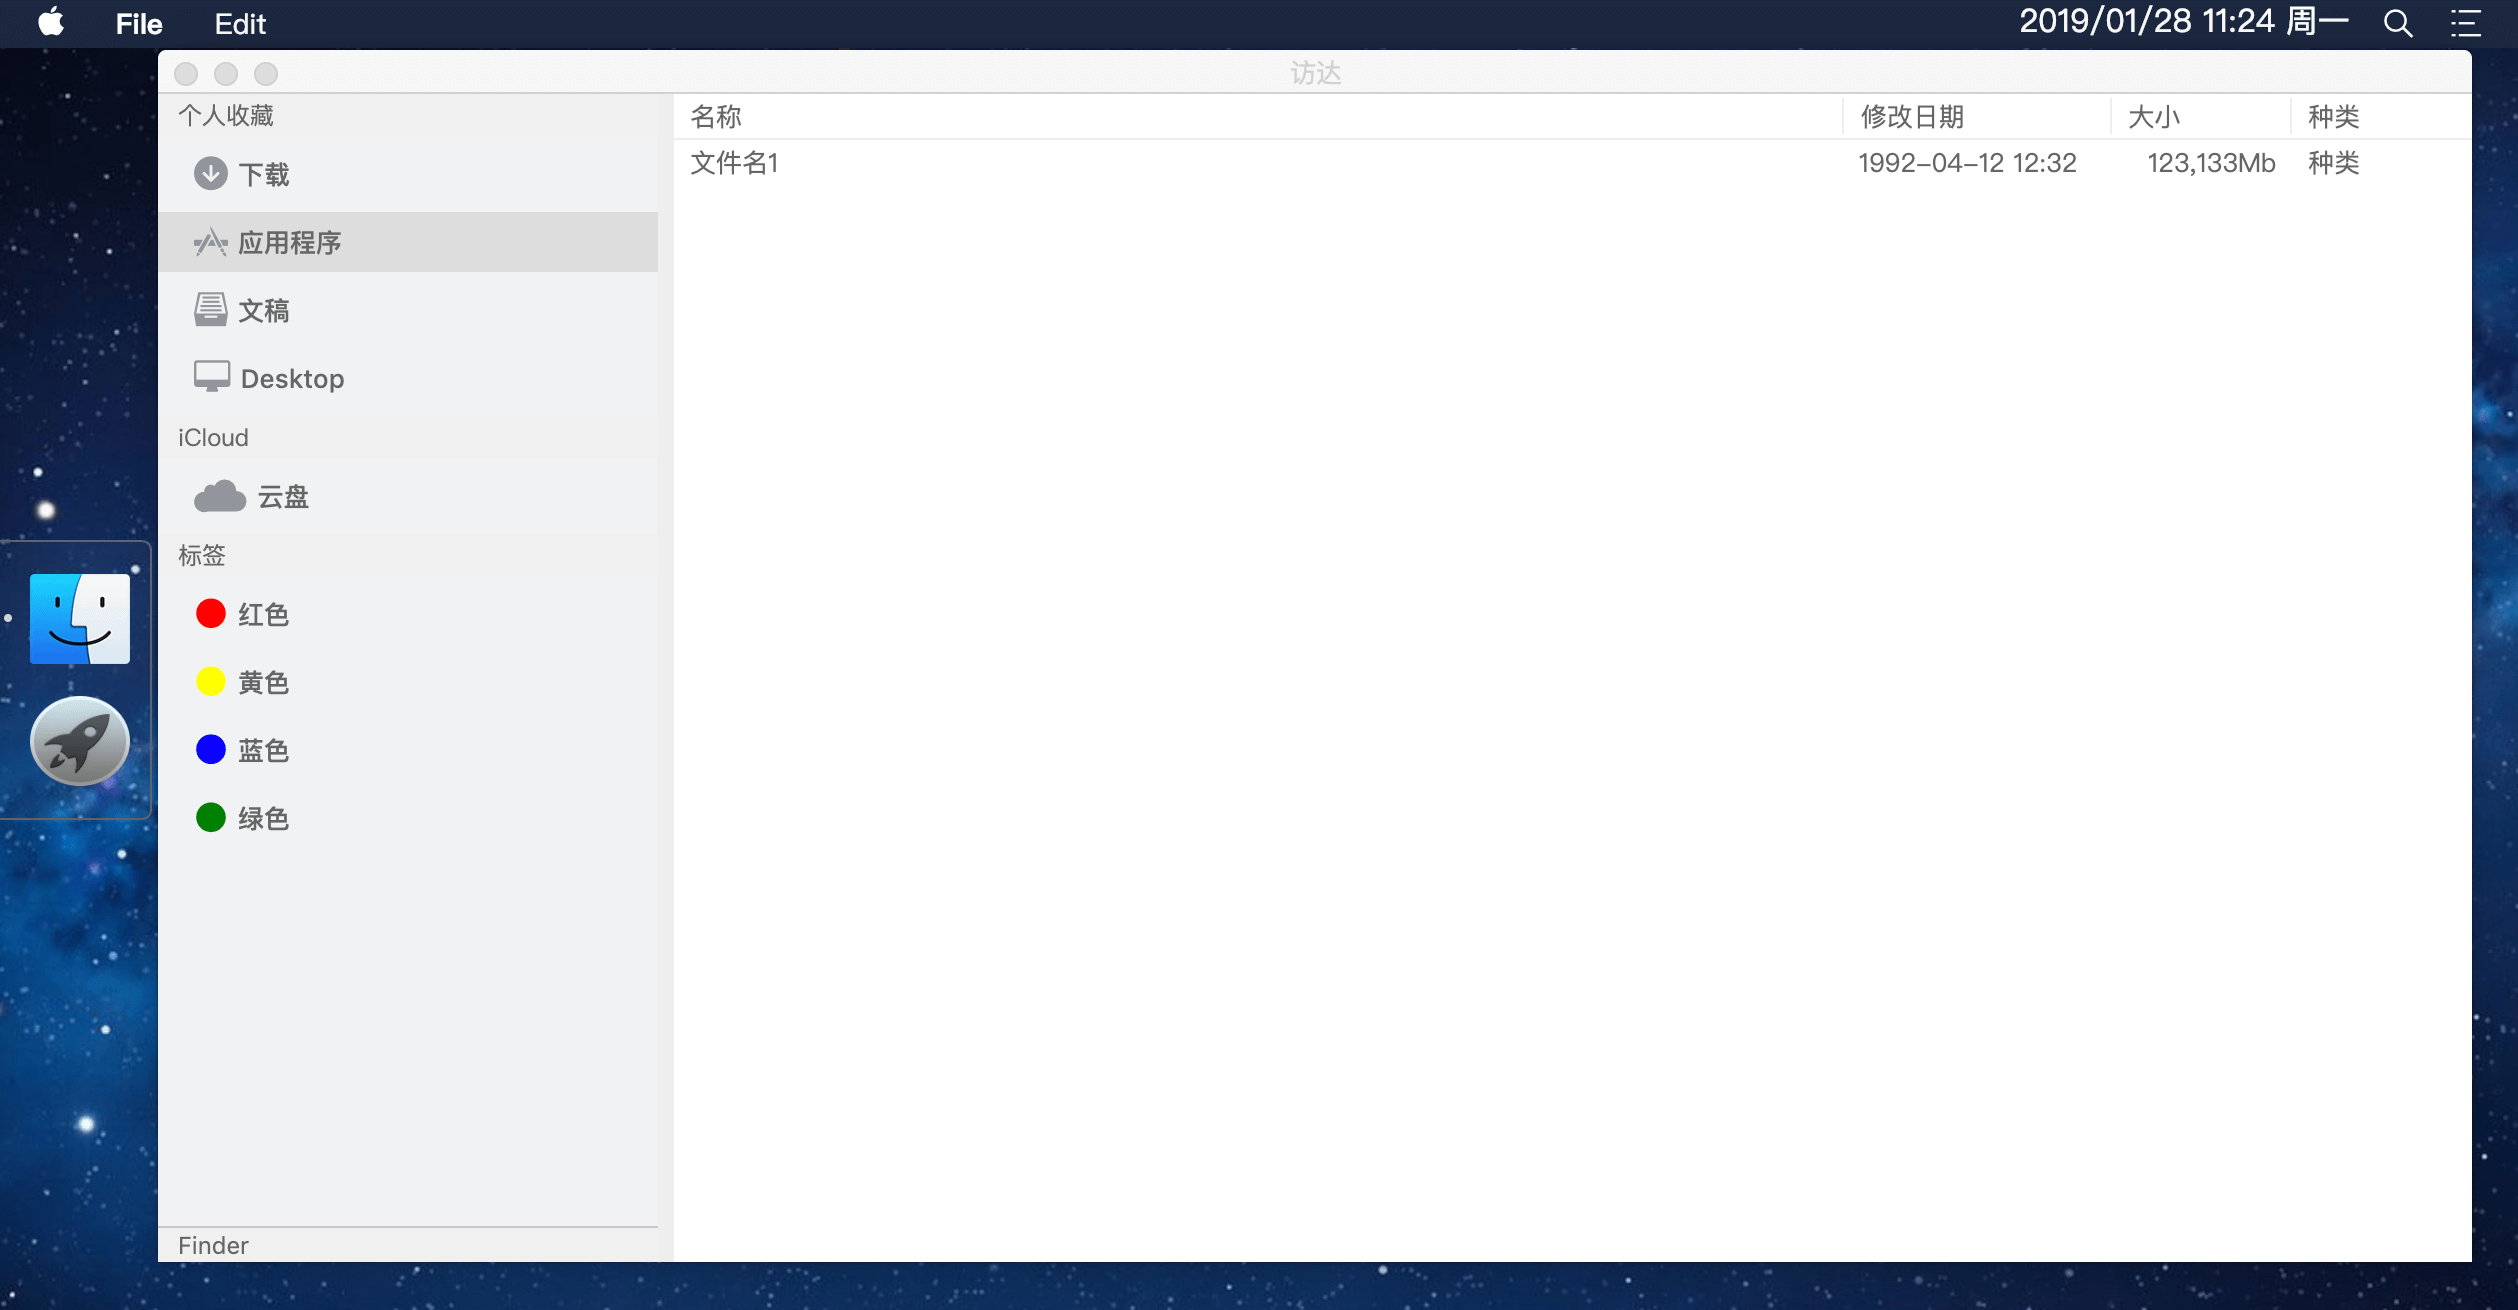 File Edit 2019/01/28 11:24 周一
访达
个人收藏
下载
应用程序
文稿
Desktop
iCloud
云盘
标签
红色
黄色
蓝色
绿色
Finder
名称 修改日期 大小 种类
文件名1 1992-04-12 12:32 123,133Mb 种类